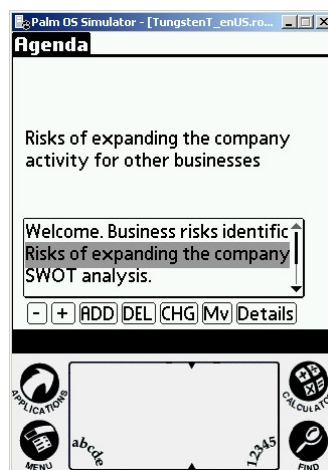 Palm OS Simulator - [TungstenT_enUS.ro...
Agenda
Risks of expanding the company
activity for other businesses
Welcome. Business risks identific
Risks of expanding the company
SWOT analysis.
- + ADD DEL CHG Mv Details
APPLICATIONS
CALCULATOR
MENU
abcde
12345
FIND